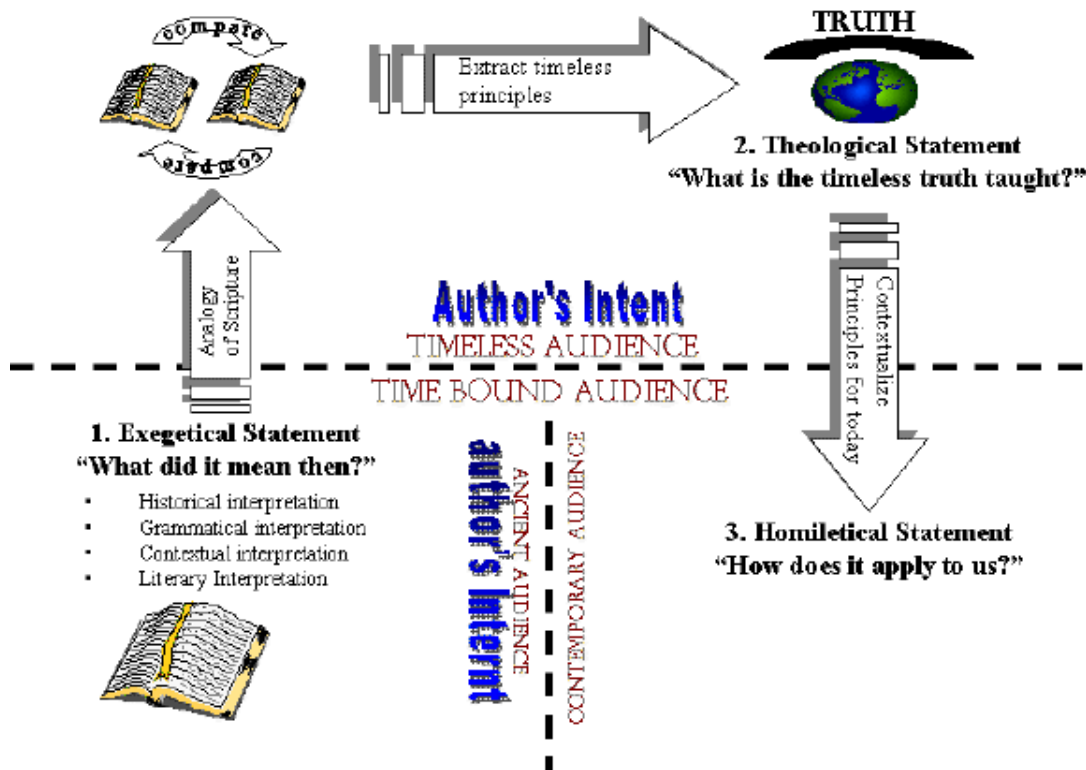 compare
compare
Extract timeless
principles
TRUTH
2. Theological Statement
“What is the timeless truth taught?”
Analogy
of Scripture
Author's Intent
TIMELESS AUDIENCE
TIME BOUND AUDIENCE
Contextualize
Principles For today
1. Exegetical Statement
“What did it mean then?”
▪ Historical interpretation
▪ Grammatical interpretation
▪ Contextual interpretation
▪ Literary Interpretation
author's Internt
ANCIENT AUDIENCE
CONTEMPORARY AUDIENCE
3. Homiletical Statement
“How does it apply to us?”